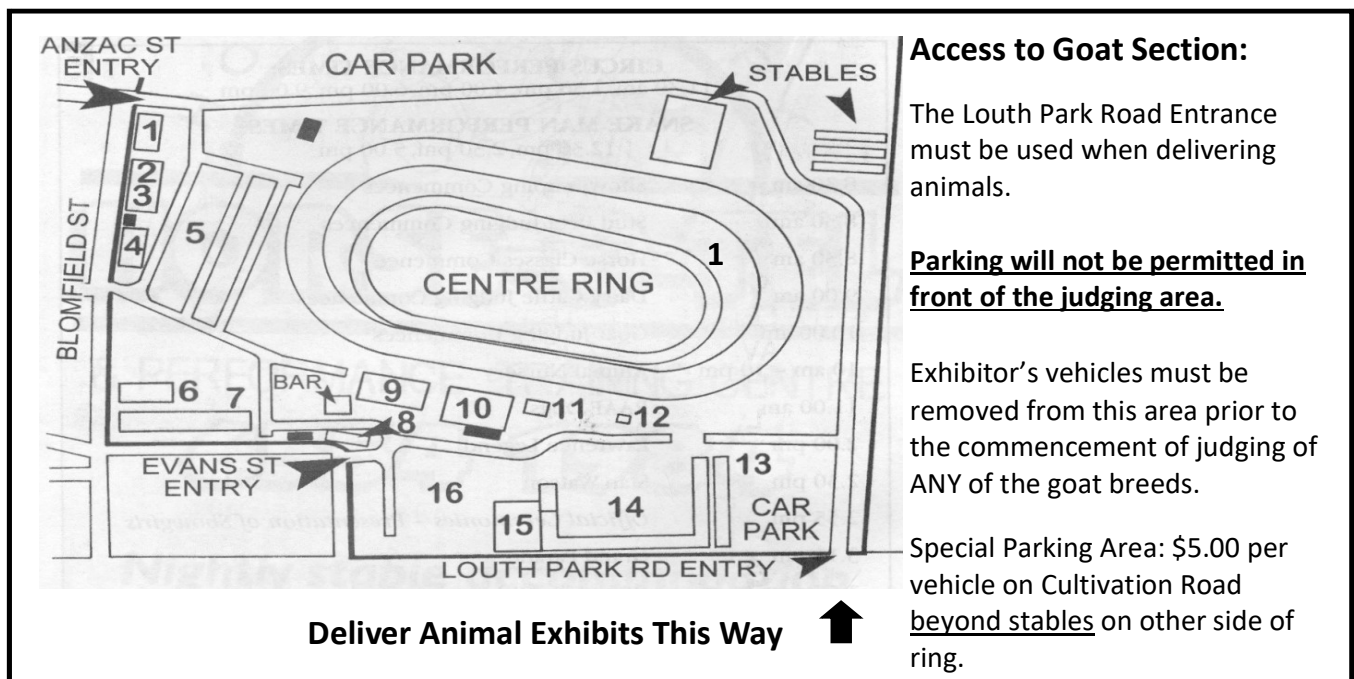 ANZAC ST
ENTRY
CAR PARK
STABLES
1
2
3
4
5
BLOMFIELD ST
CENTRE RING
1
6
7
BAR
8
9
10
11
12
EVANS ST
ENTRY
13
CAR
PARK
14
15
16
LOUTH PARK RD ENTRY
Deliver Animal Exhibits This Way
Access to Goat Section:
The Louth Park Road Entrance
must be used when delivering
animals.
Parking will not be permitted in
front of the judging area.
Exhibitor's vehicles must be
removed from this area prior to
the commencement of judging of
ANY of the goat breeds.
Special Parking Area: $5.00 per
vehicle on Cultivation Road
beyond stables on other side of
ring.